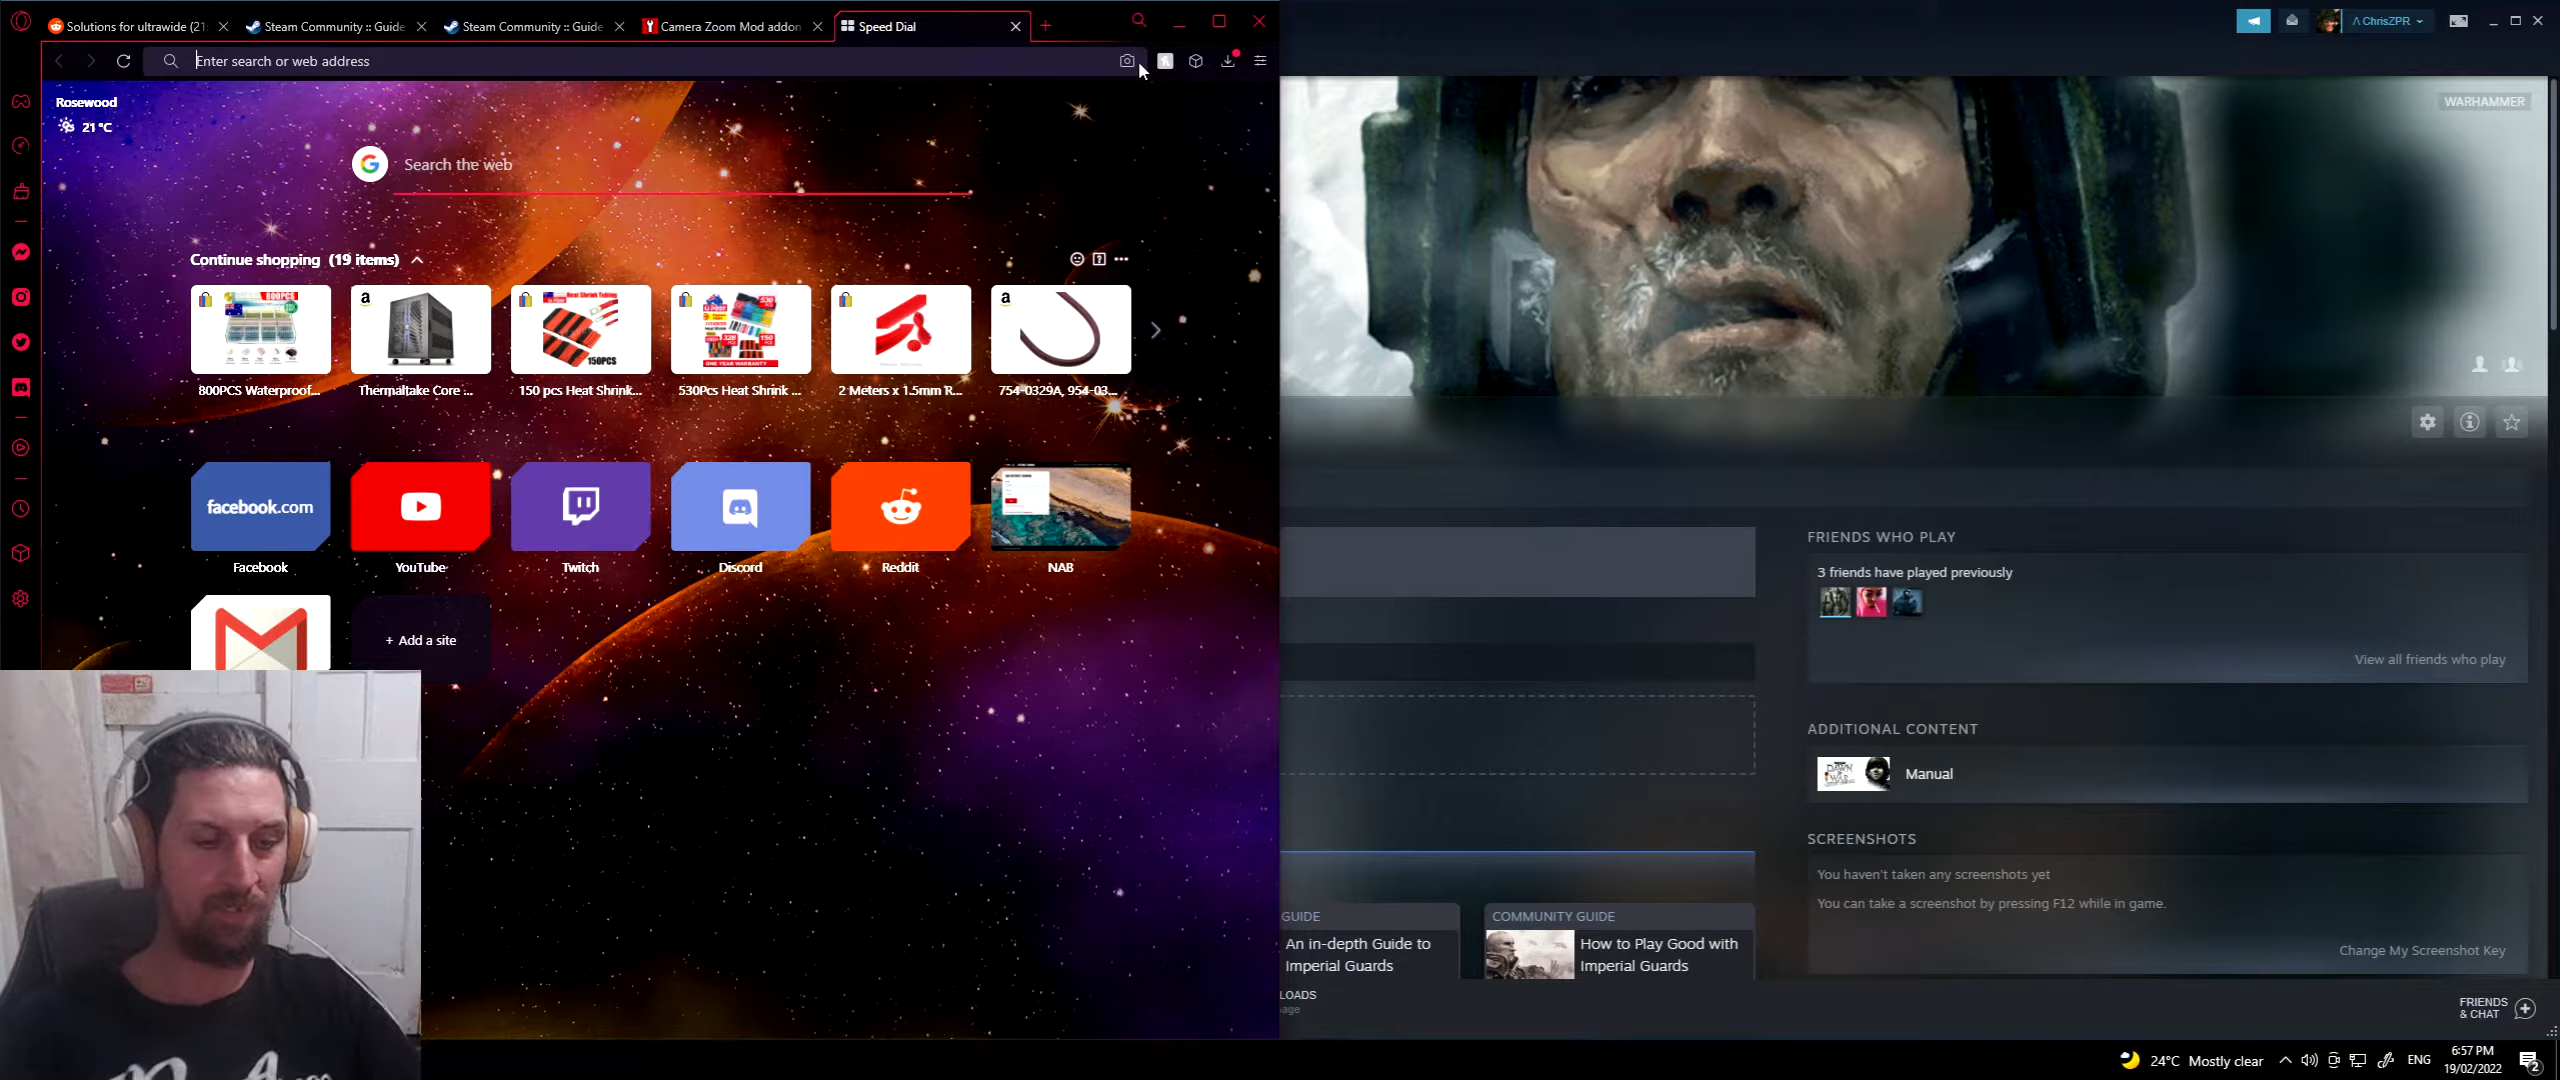 Solutions for ultrawide (21:
Steam Community :: Guide
Steam Community :: Guide
Camera Zoom Mod addon
Speed Dial
Enter search or web address
Rosewood
21 °C
Search the web
Continue shopping (19 items)
800PCS Waterproof...
Thermaltake Core ...
150 pcs Heat Shrink...
530Pcs Heat Shrink ...
2 Meters x 1.5mm R...
754-0329A, 954-03...
facebook.com
Facebook
YouTube
Twitch
Discord
Reddit
NAB
+ Add a site
ChrisZPR
WARHAMMER
FRIENDS WHO PLAY
3 friends have played previously
View all friends who play
ADDITIONAL CONTENT
Manual
SCREENSHOTS
You haven't taken any screenshots yet
You can take a screenshot by pressing F12 while in game.
Change My Screenshot Key
GUIDE
An in-depth Guide to
Imperial Guards
COMMUNITY GUIDE
How to Play Good with
Imperial Guards
LOADS
FRIENDS
& CHAT
24°C Mostly clear
ENG
6:57 PM
19/02/2022
2